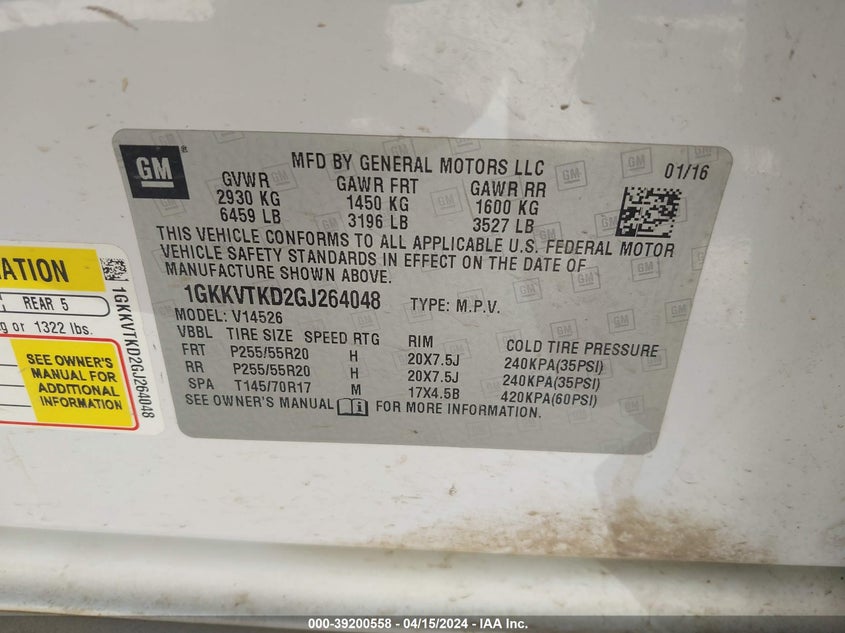 GM
MFD BY GENERAL MOTORS LLC
01/16
GVWR GAWR FRT GAWR RR
2930 KG 1450 KG 1600 KG
6459 LB 3196 LB 3527 LB
THIS VEHICLE CONFORMS TO ALL APPLICABLE U.S. FEDERAL MOTOR
VEHICLE SAFETY STANDARDS IN EFFECT ON THE DATE OF
MANUFACTURE SHOWN ABOVE.
1GKKVTKD2GJ264048 TYPE: M.P.V.
MODEL: V14526
VBBL TIRE SIZE SPEED RTG RIM COLD TIRE PRESSURE
FRT P255/55R20 H 20X7.5J 240KPA(35PSI)
RR P255/55R20 H 20X7.5J 240KPA(35PSI)
SPA T145/70R17 M 17X4.5B 420KPA(60PSI)
SEE OWNER'S MANUAL FOR MORE INFORMATION.
ATION
REAR 5
g or 1322 lbs.
SEE OWNER'S
MANUAL FOR
ADDITIONAL
INFORMATION
1GKKVTKD2GJ264048
000-39200558 - 04/15/2024 - IAA Inc.